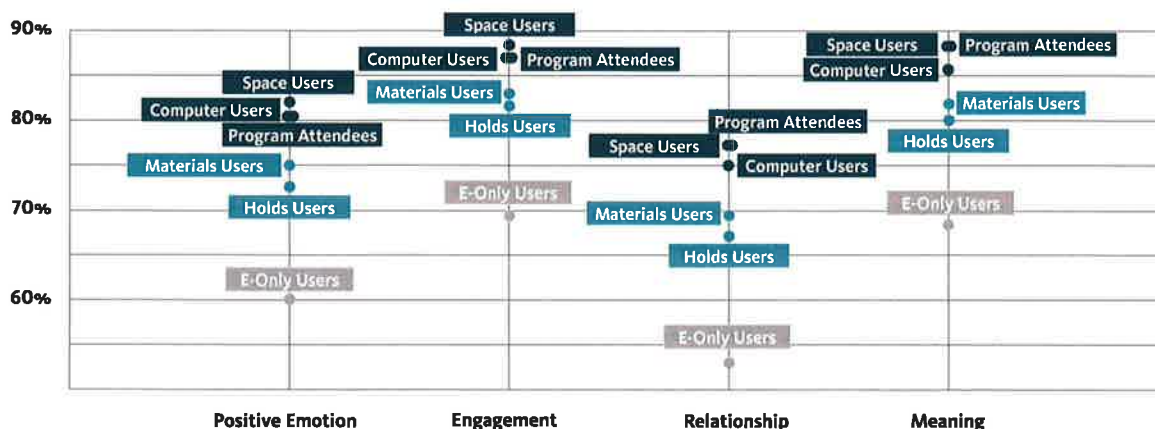 90%
80%
70%
60%
Space Users
Computer Users
Program Attendees
Materials Users
Holds Users
E-Only Users
Space Users
Computer Users
Program Attendees
Materials Users
Holds Users
E-Only Users
Program Attendees
Space Users
Computer Users
Materials Users
Holds Users
E-Only Users
Space Users
Program Attendees
Computer Users
Materials Users
Holds Users
E-Only Users
Positive Emotion
Engagement
Relationship
Meaning